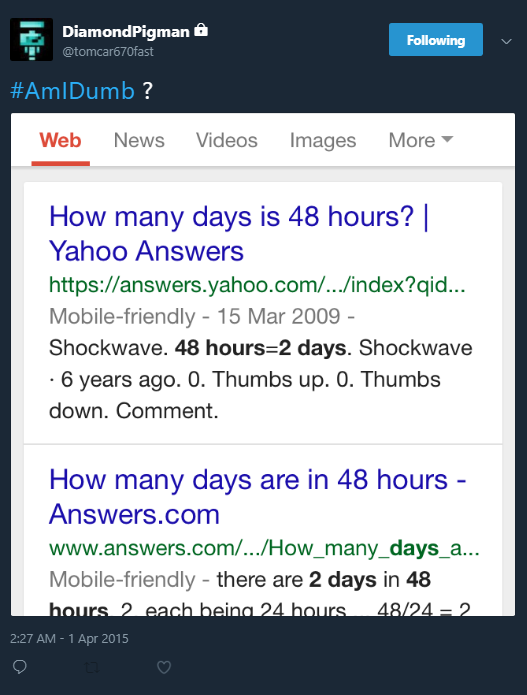 DiamondPigman
@tomcar670fast
Following
#AmIDumb ?
Web News Videos Images More
How many days is 48 hours? |
Yahoo Answers
https://answers.yahoo.com/.../index?qid...
Mobile-friendly - 15 Mar 2009 -
Shockwave. 48 hours=2 days. Shockwave
· 6 years ago. 0. Thumbs up. 0. Thumbs
down. Comment.
How many days are in 48 hours -
Answers.com
www.answers.com/.../How_many_days_a...
Mobile-friendly - there are 2 days in 48
hours. 2, each being 24 hours.... 48/24 = 2
2:27 AM - 1 Apr 2015